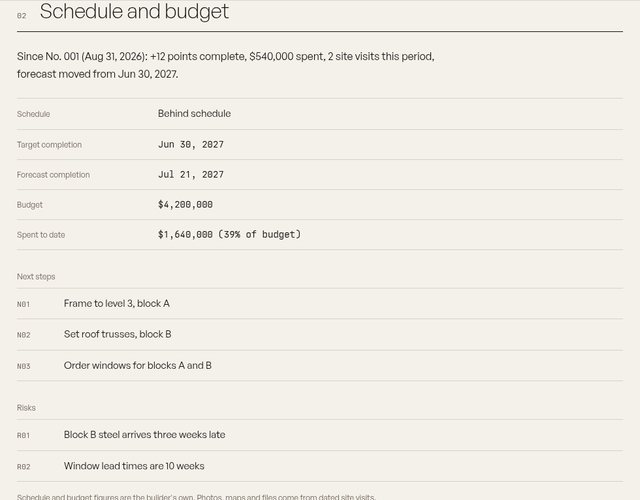 02 Schedule and budget
Since No. 001 (Aug 31, 2026): +12 points complete, $540,000 spent, 2 site visits this period,
forecast moved from Jun 30, 2027.
Schedule Behind schedule
Target completion Jun 30, 2027
Forecast completion Jul 21, 2027
Budget $4,200,000
Spent to date $1,640,000 (39% of budget)
Next steps
N01 Frame to level 3, block A
N02 Set roof trusses, block B
N03 Order windows for blocks A and B
Risks
R01 Block B steel arrives three weeks late
R02 Window lead times are 10 weeks
Schedule and budget figures are the builder's own. Photos, maps and files come from dated site visits.